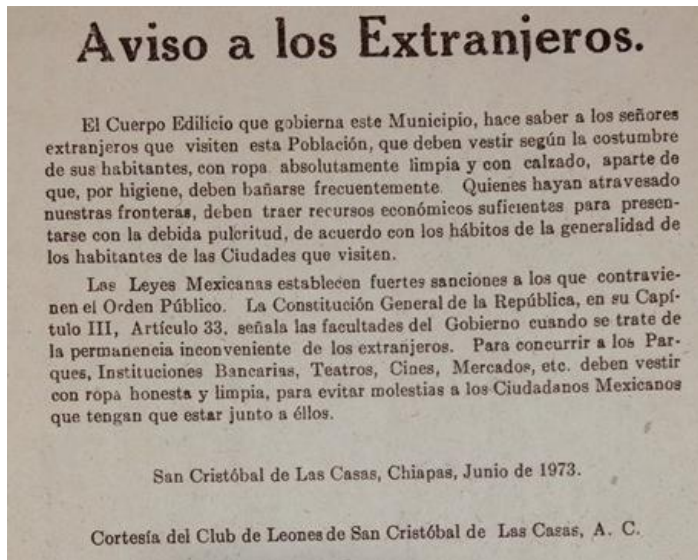 Aviso a los Extranjeros.
El Cuerpo Edilicio que gobierna este Municipio, hace saber a los señores
extranjeros que visiten esta Población, que deben vestir según la costumbre
de sus habitantes, con ropa absolutamente limpia y con calzado, aparte de
que, por higiene, deben bañarse frecuentemente. Quienes hayan atravesado
nuestras fronteras, deben traer recursos económicos suficientes para presen-
tarse con la debida pulcritud, de acuerdo con los hábitos de la generalidad de
los habitantes de las Ciudades que visiten.
Las Leyes Mexicanas establecen fuertes sanciones a los que contravie-
nen el Orden Público. La Constitución General de la República, en su Capí-
tulo III, Artículo 33, señala las facultades del Gobierno cuando se trate de
la permanencia inconveniente de los extranjeros. Para concurrir a los Par-
ques, Instituciones Bancarias, Teatros, Cines, Mercados, etc. deben vestir
con ropa honesta y limpia, para evitar molestias a los Ciudadanos Mexicanos
que tengan que estar junto a éllos.
San Cristóbal de Las Casas, Chiapas, Junio de 1973.
Cortesía del Club de Leones de San Cristóbal de Las Casas, A. C.